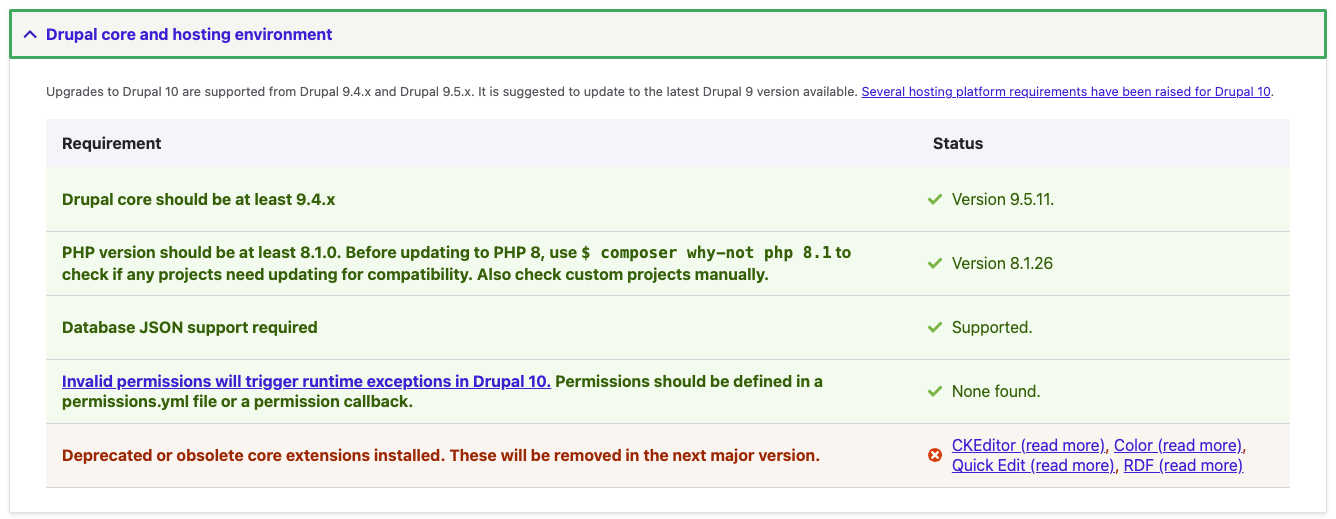 Drupal core and hosting environment
Upgrades to Drupal 10 are supported from Drupal 9.4.x and Drupal 9.5.x. It is suggested to update to the latest Drupal 9 version available. Several hosting platform requirements have been raised for Drupal 10.
Requirement
Status
Drupal core should be at least 9.4.x
Version 9.5.11.
PHP version should be at least 8.1.0. Before updating to PHP 8, use $ composer why-not php 8.1 to
check if any projects need updating for compatibility. Also check custom projects manually.
Version 8.1.26
Database JSON support required
Supported.
Invalid permissions will trigger runtime exceptions in Drupal 10. Permissions should be defined in a
permissions.yml file or a permission callback.
None found.
Deprecated or obsolete core extensions installed. These will be removed in the next major version.
CKEditor (read more), Color (read more),
Quick Edit (read more), RDF (read more)